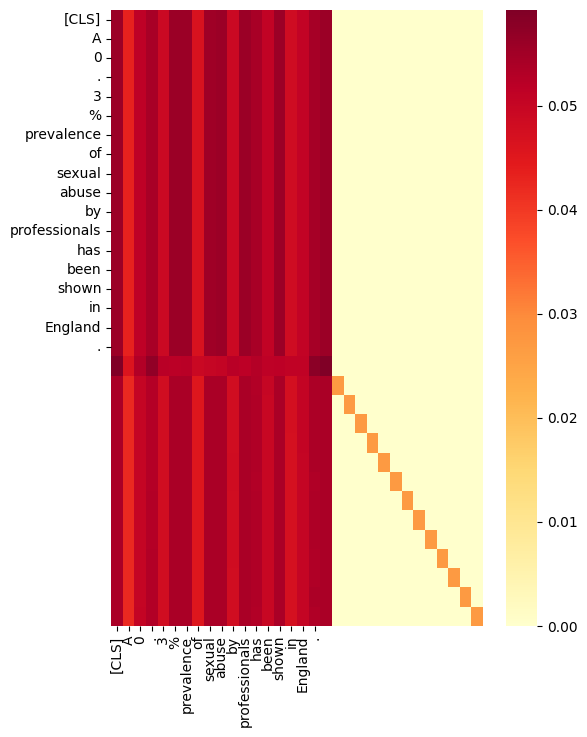 [CLS]
A
0
.
3
%
prevalence
of
sexual
abuse
by
professionals
has
been
shown
in
England
.
[CLS]
A
0
.
3
%
prevalence
of
sexual
abuse
by
professionals
has
been
shown
in
England
.
0.05
0.04
0.03
0.02
0.01
0.00